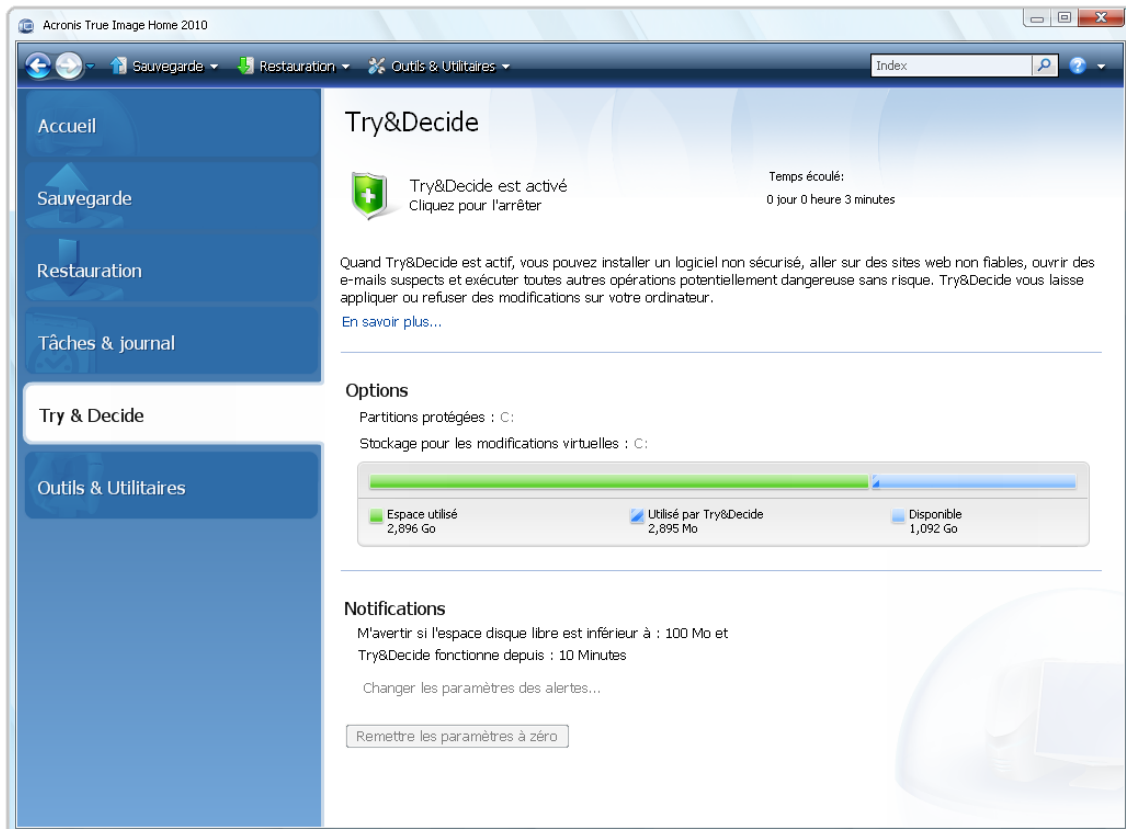 Acronis True Image Home 2010
Sauvegarde
Restauration
Outils & Utilitaires
Index
Accueil
Sauvegarde
Restauration
Tâches & journal
Try & Decide
Outils & Utilitaires
Try&Decide
Try&Decide est activé
Cliquez pour l'arrêter
Temps écoulé:
0 jour 0 heure 3 minutes
Quand Try&Decide est actif, vous pouvez installer un logiciel non sécurisé, aller sur des sites web non fiables, ouvrir des
e-mails suspects et exécuter toutes autres opérations potentiellement dangereuse sans risque. Try&Decide vous laisse
appliquer ou refuser des modifications sur votre ordinateur.
En savoir plus...
Options
Partitions protégées : C:
Stockage pour les modifications virtuelles : C:
Espace utilisé
2,896 Go
Utilisé par Try&Decide
2,895 Mo
Disponible
1,092 Go
Notifications
M'avertir si l'espace disque libre est inférieur à : 100 Mo et
Try&Decide fonctionne depuis : 10 Minutes
Changer les paramètres des alertes...
Remettre les paramètres à zéro